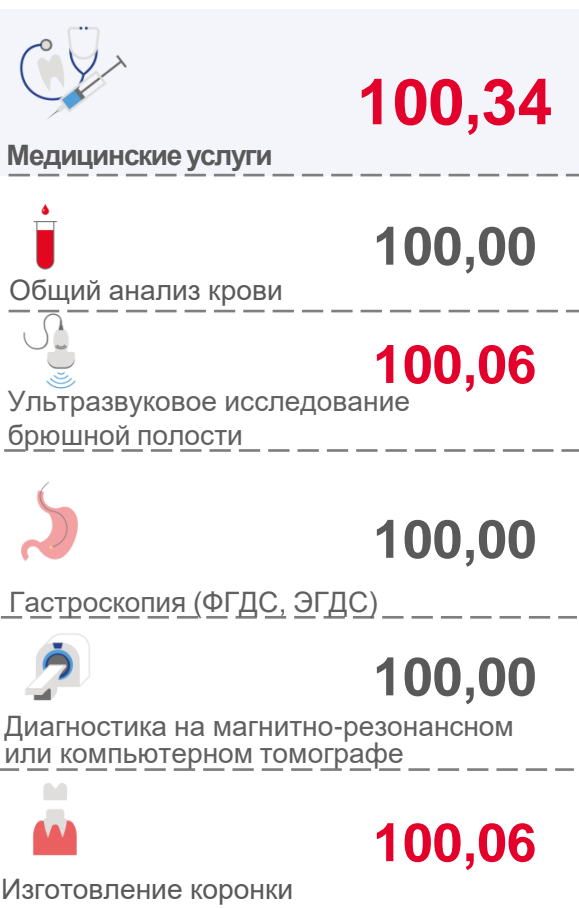 100,34
Медицинские услуги
100,00
Общий анализ крови
100,06
Ультразвуковое исследование
брюшной полости
100,00
Гастроскопия (ФГДС, ЭГДС)
100,00
Диагностика на магнитно-резонансном
или компьютерном томографе
100,06
Изготовление коронки